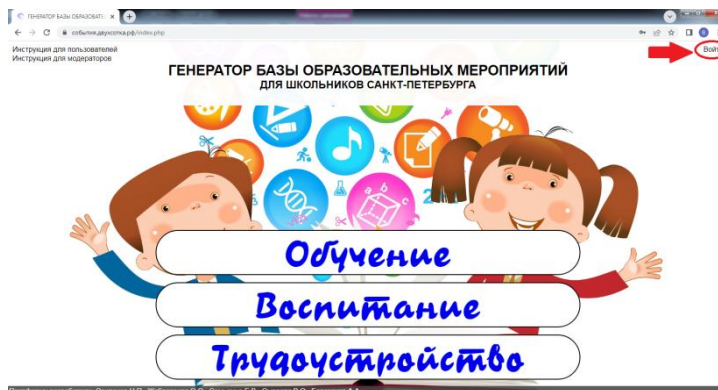 ГЕНЕРАТОР БАЗЫ ОБРАЗОВАТЕ
события.двухсотка.рф/index.php
Инструкция для пользователей
Инструкция для модераторов
Войт
ГЕНЕРАТОР БАЗЫ ОБРАЗОВАТЕЛЬНЫХ МЕРОПРИЯТИЙ
ДЛЯ ШКОЛЬНИКОВ САНКТ-ПЕТЕРБУРГА
a b c
Обучение
Воспитание
Трудоустройство